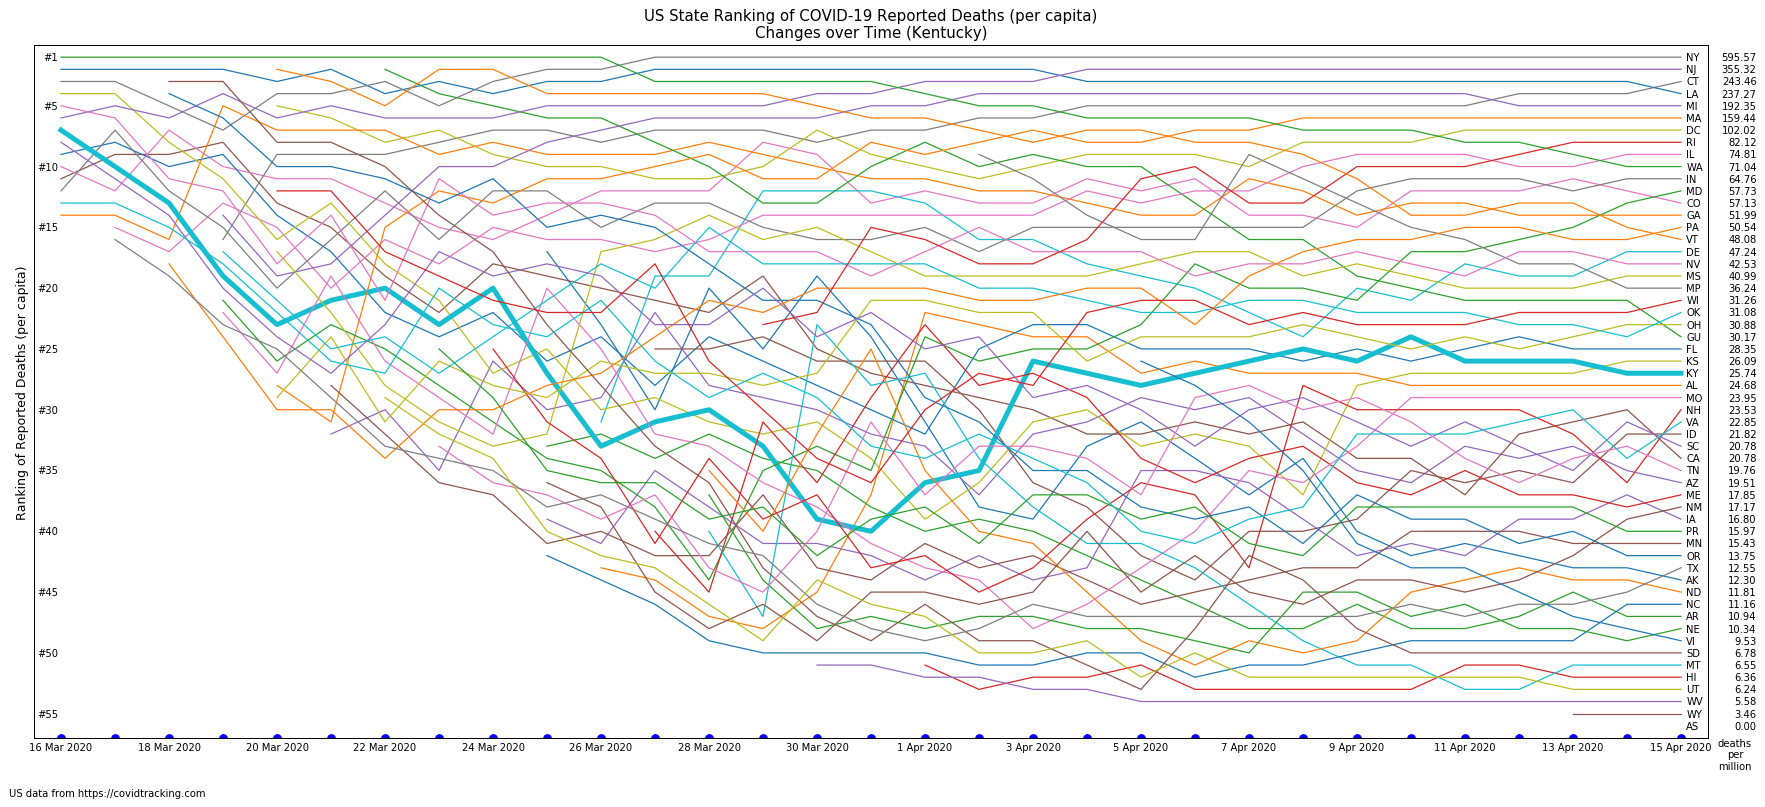 US State Ranking of COVID-19 Reported Deaths (per capita)
Changes over Time (Kentucky)
Ranking of Reported Deaths (per capita)
#1
#5
#10
#15
#20
#25
#30
#35
#40
#45
#50
#55
NY 595.57
NJ 355.32
CT 243.46
LA 237.27
MI 192.35
MA 159.44
DC 102.02
RI 82.12
IL 74.81
WA 71.04
IN 64.76
MD 57.73
CO 57.13
GA 51.99
PA 50.54
VT 48.08
DE 47.24
NV 42.53
MS 40.99
MP 36.24
WI 31.26
OK 31.08
OH 30.88
GU 30.17
FL 28.35
KS 26.09
KY 25.74
AL 24.68
MO 23.95
NH 23.53
VA 22.85
ID 21.82
SC 20.78
CA 20.78
TN 19.76
AZ 19.51
ME 17.85
NM 17.17
IA 16.80
PR 15.97
MN 15.43
OR 13.75
TX 12.55
AK 12.30
ND 11.81
NC 11.16
AR 10.94
NE 10.34
VI 9.53
SD 6.78
MT 6.55
HI 6.36
UT 6.24
WV 5.58
WY 3.46
AS 0.00
16 Mar 2020 18 Mar 2020 20 Mar 2020 22 Mar 2020 24 Mar 2020 26 Mar 2020 28 Mar 2020 30 Mar 2020 1 Apr 2020 3 Apr 2020 5 Apr 2020 7 Apr 2020 9 Apr 2020 11 Apr 2020 13 Apr 2020 15 Apr 2020
deaths
per
million
US data from https://covidtracking.com